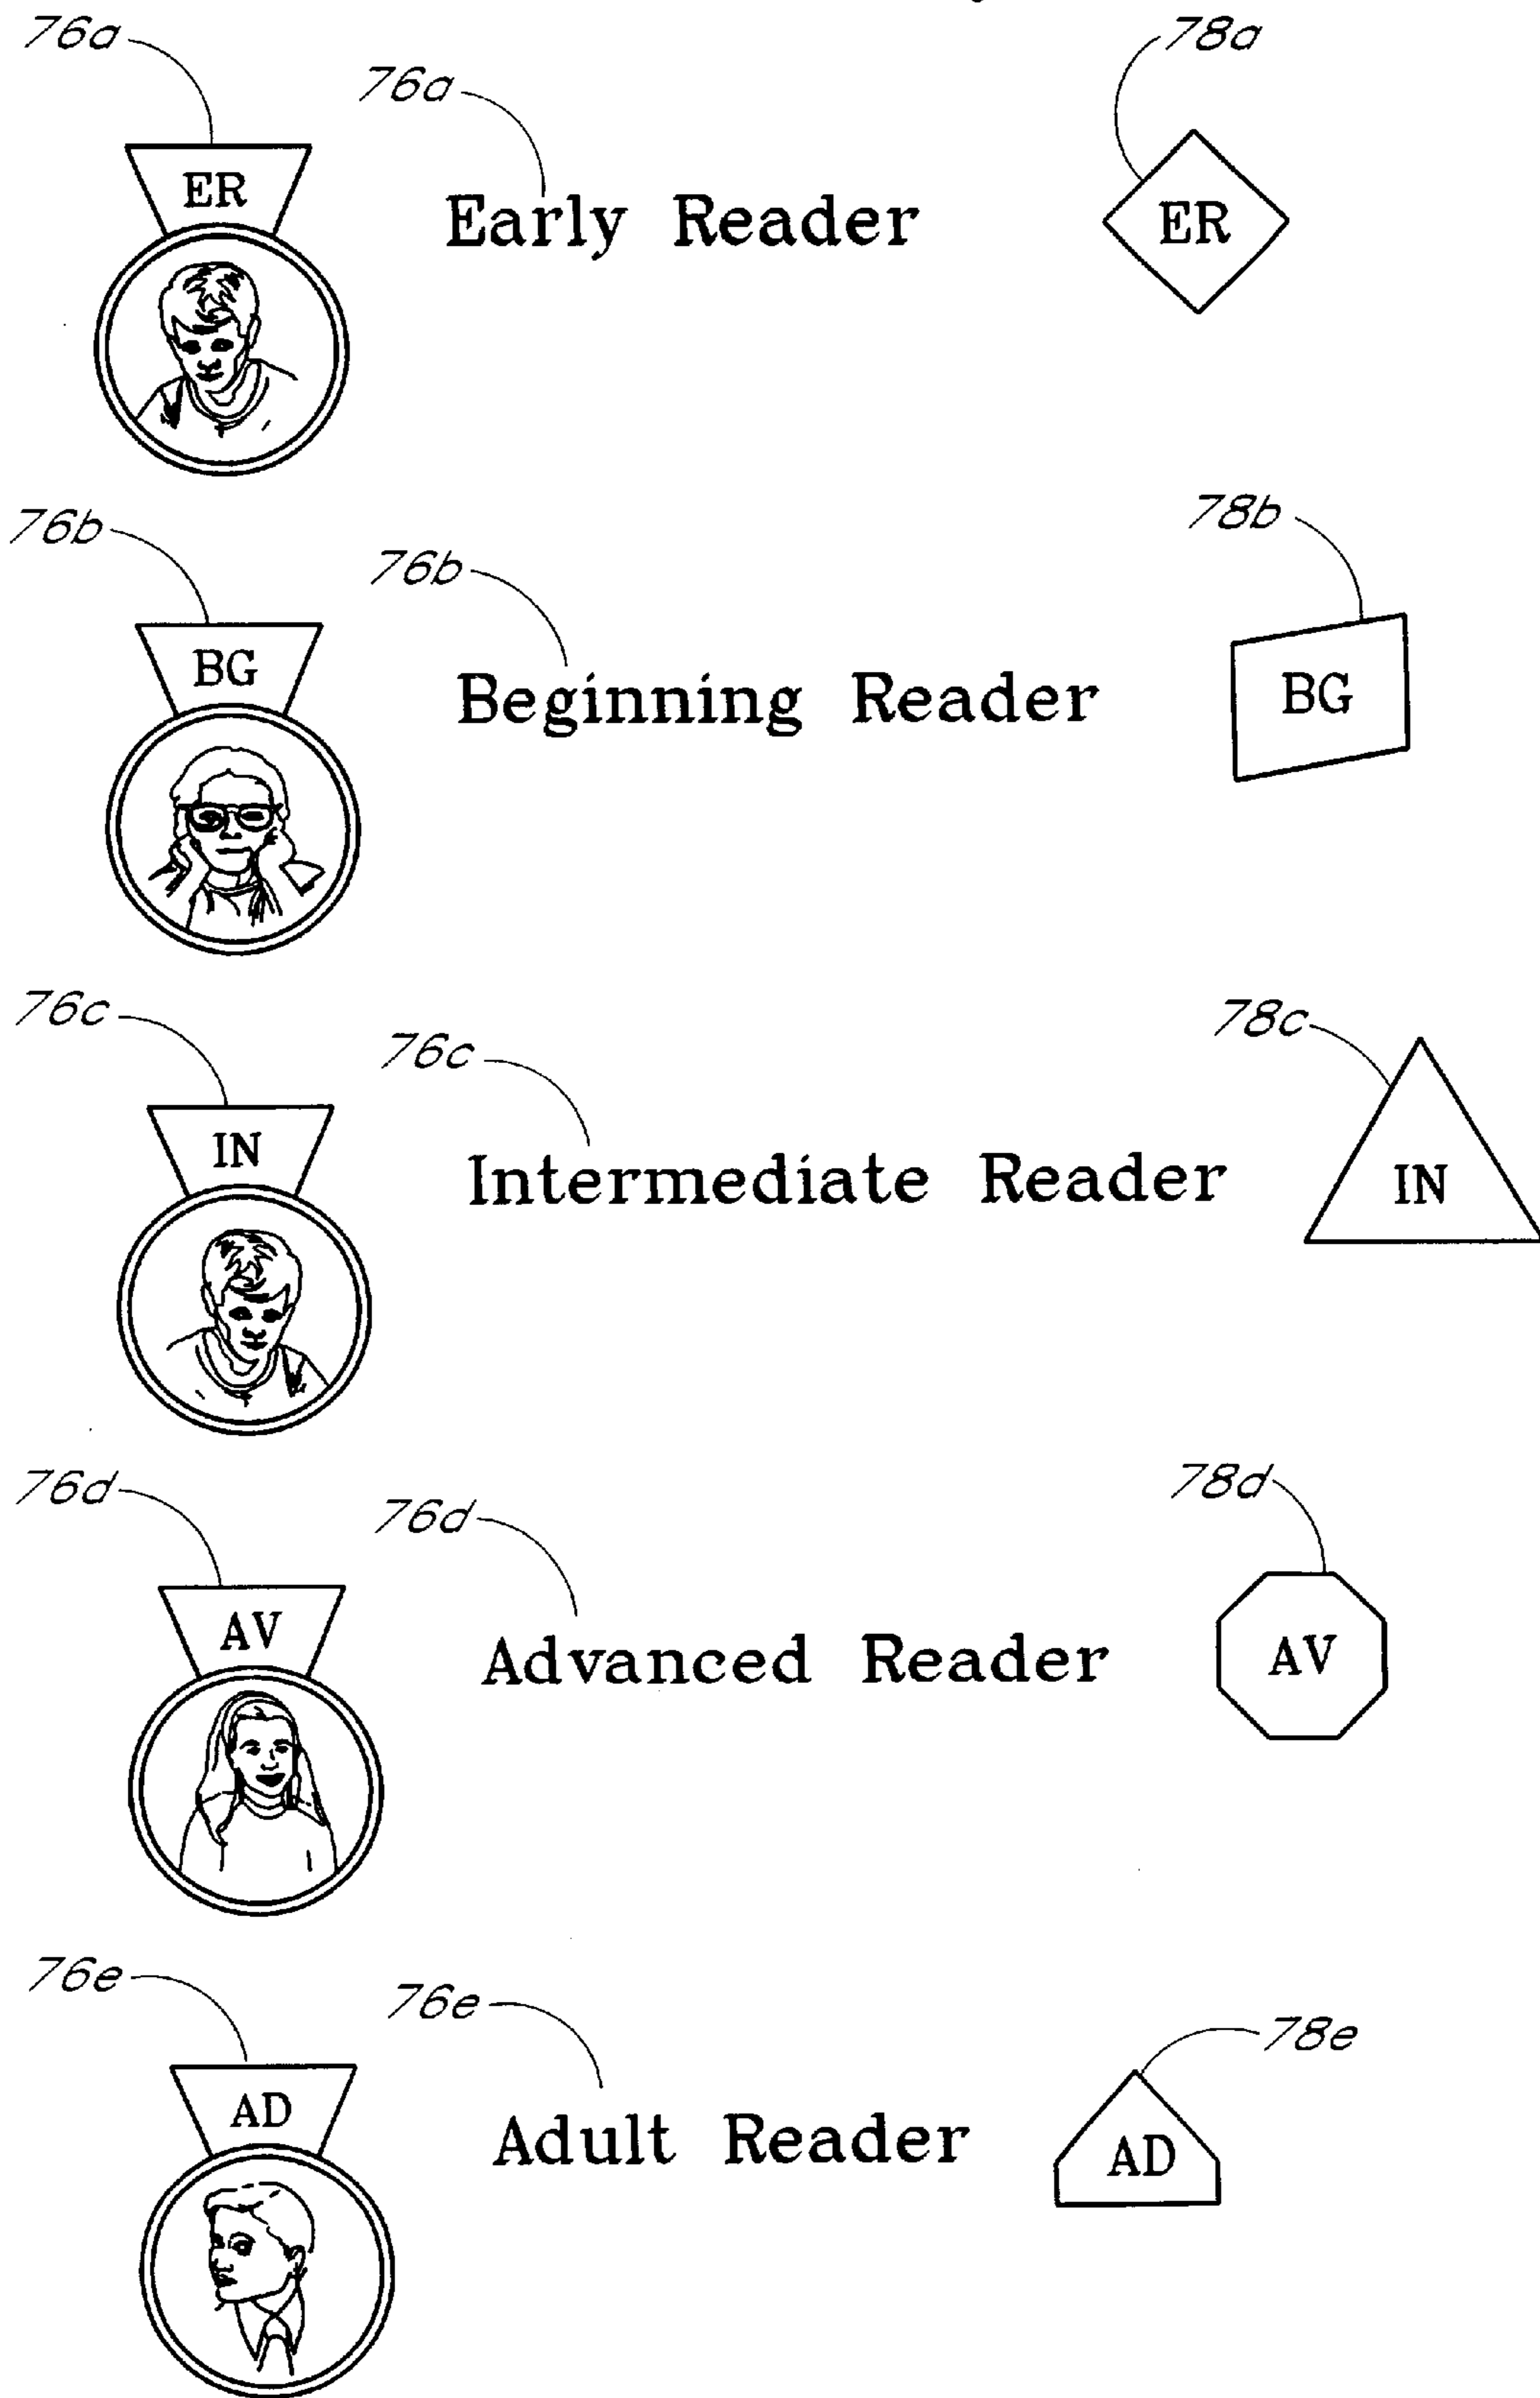 76a
76a
78a
ER
Early Reader
ER
76b
76b
78b
BG
Beginning Reader
BG
76c
76c
78c
IN
Intermediate Reader
IN
76d
76d
78d
AV
Advanced Reader
AV
76e
76e
78e
AD
Adult Reader
AD